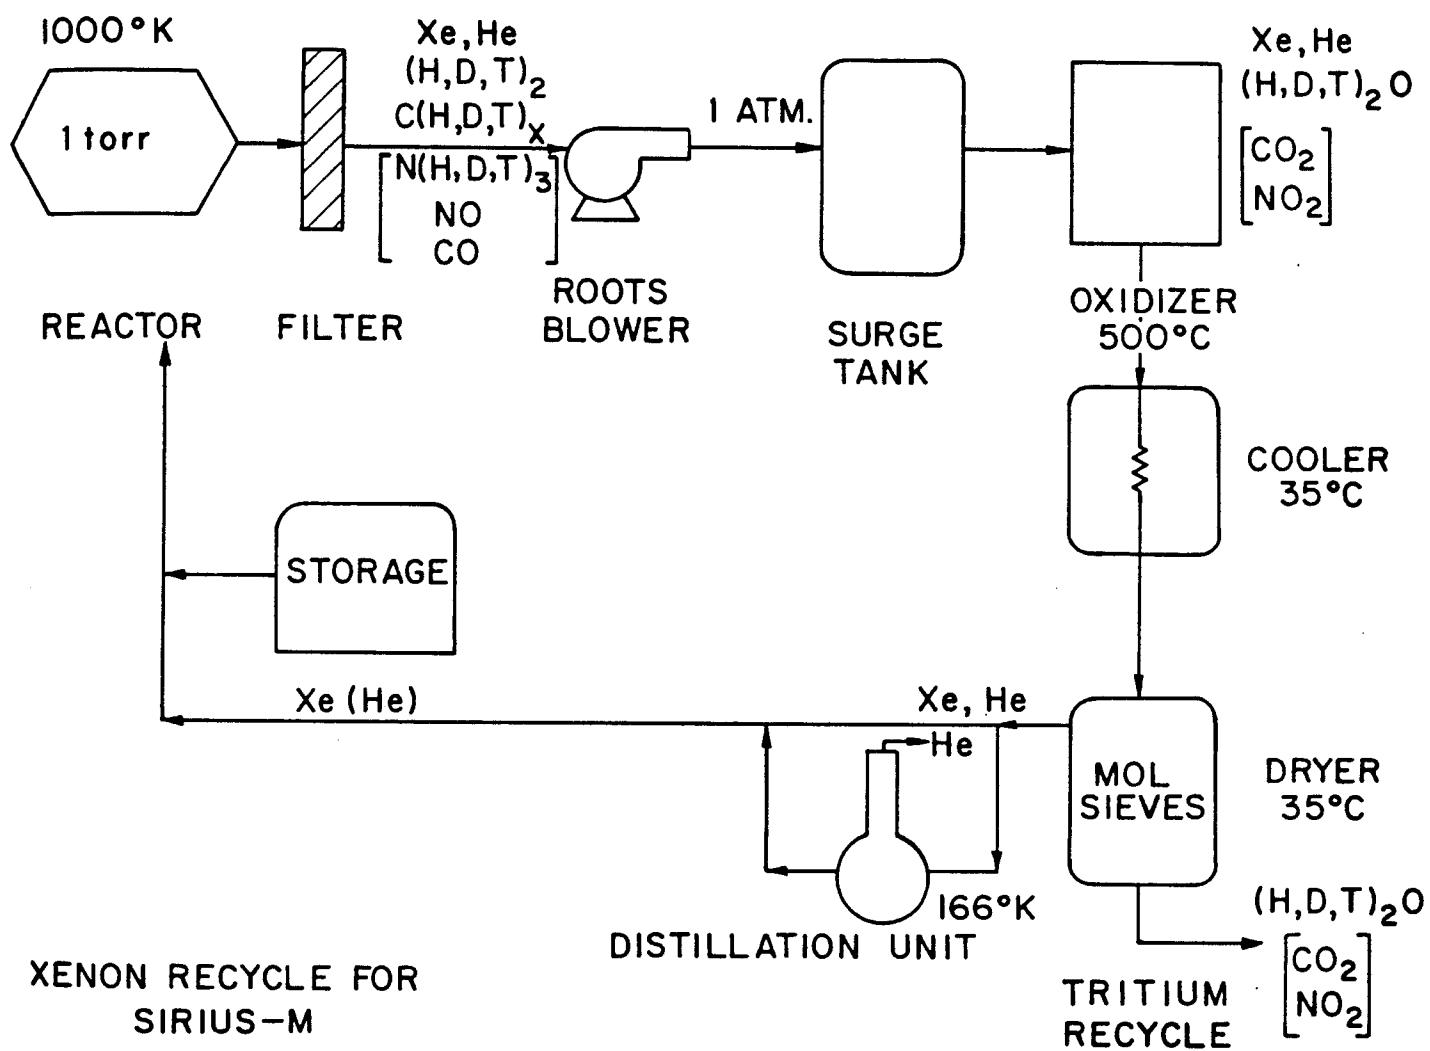 1000°K
1 torr
REACTOR
FILTER
Xe, He
(H,D,T)₂
C(H,D,T)ₓ
N(H,D,T)₃
NO
CO
ROOTS
BLOWER
1 ATM.
SURGE
TANK
Xe, He
(H,D,T)₂O
CO₂
NO₂
OXIDIZER
500°C
COOLER
35°C
STORAGE
Xe (He)
Xe, He
He
MOL
SIEVES
DRYER
35°C
166°K
DISTILLATION UNIT
(H,D,T)₂O
CO₂
NO₂
TRITIUM
RECYCLE
XENON RECYCLE FOR
SIRIUS-M